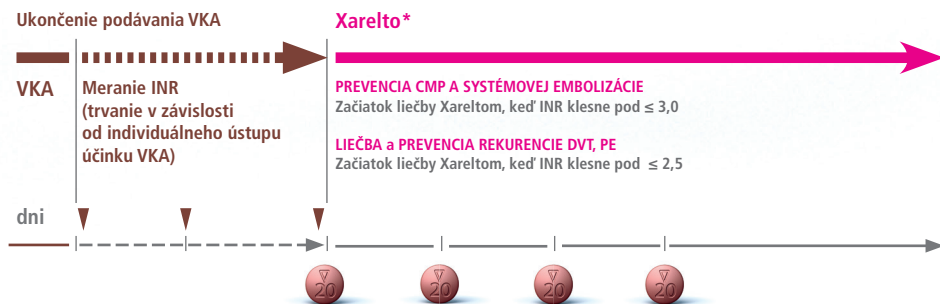 Ukončenie podávania VKA
Xarelto*
VKA
Meranie INR
(trvanie v závislosti
od individuálneho ústupu
účinku VKA)
PREVENCIA CMP A SYSTÉMOVEJ EMBOLIZÁCIE
Začiatok liečby Xareltom, keď INR klesne pod ≤ 3,0
LIEČBA a PREVENCIA REKURENCIE DVT, PE
Začiatok liečby Xareltom, keď INR klesne pod ≤ 2,5
dni
20
20
20
20